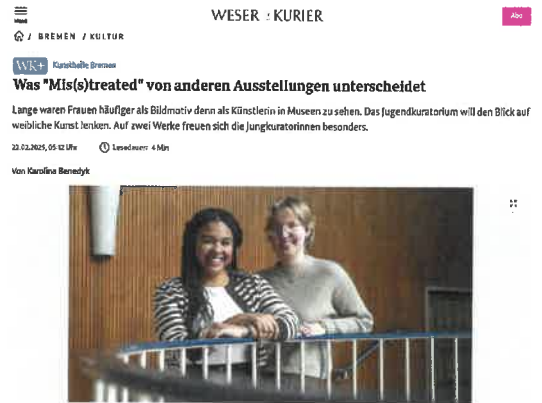 Menü
WESER KURIER
Abo
/ BREMEN / KULTUR
WK+ Kunsthalle Bremen
Was "Mis(s)treated" von anderen Ausstellungen unterscheidet
Lange waren Frauen häufiger als Bildmotiv denn als Künstlerin in Museen zu sehen. Das Jugendkuratorium will den Blick auf
weibliche Kunst lenken. Auf zwei Werke freuen sich die Jungkuratorinnen besonders.
22.02.2025, 05:12 Uhr Lesedauer: 4 Min
Von Karolina Benedyk